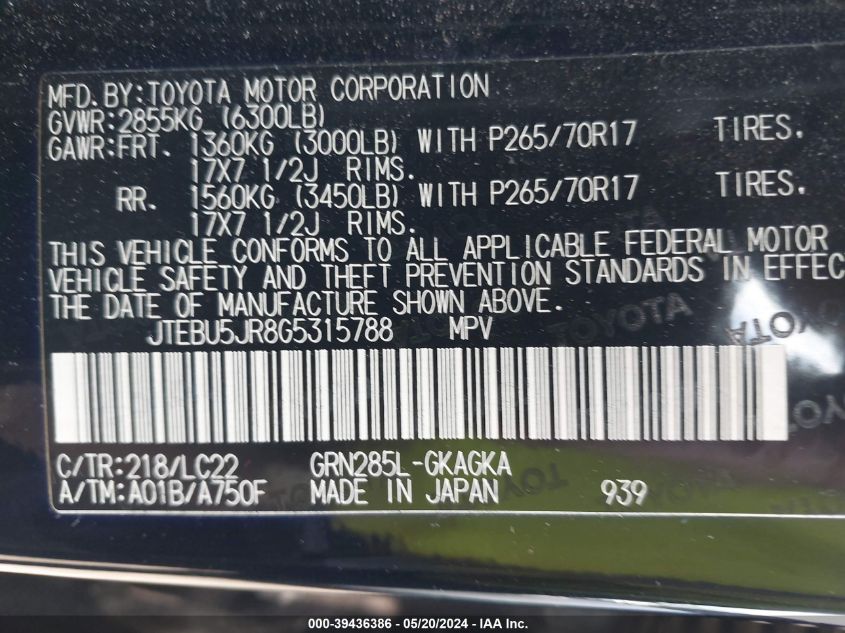 MFD.BY:TOYOTA MOTOR CORPORATION
GVWR:2855KG (6300LB)
GAWR:FRT. 1360KG (3000LB) WITH P265/70R17 TIRES.
17X7 1/2J RIMS.
RR. 1560KG (3450LB) WITH P265/70R17 TIRES.
17X7 1/2J RIMS.
THIS VEHICLE CONFORMS TO ALL APPLICABLE FEDERAL MOTOR
VEHICLE SAFETY AND THEFT PREVENTION STANDARDS IN EFFEC
THE DATE OF MANUFACTURE SHOWN ABOVE.
JTEBU5JR8G5315788 MPV
C/TR:218/LC22 GRN285L-GKAGKA
A/TM:A01B/A750F MADE IN JAPAN 939
TOYOTA
000-39436386 - 05/20/2024 - IAA Inc.